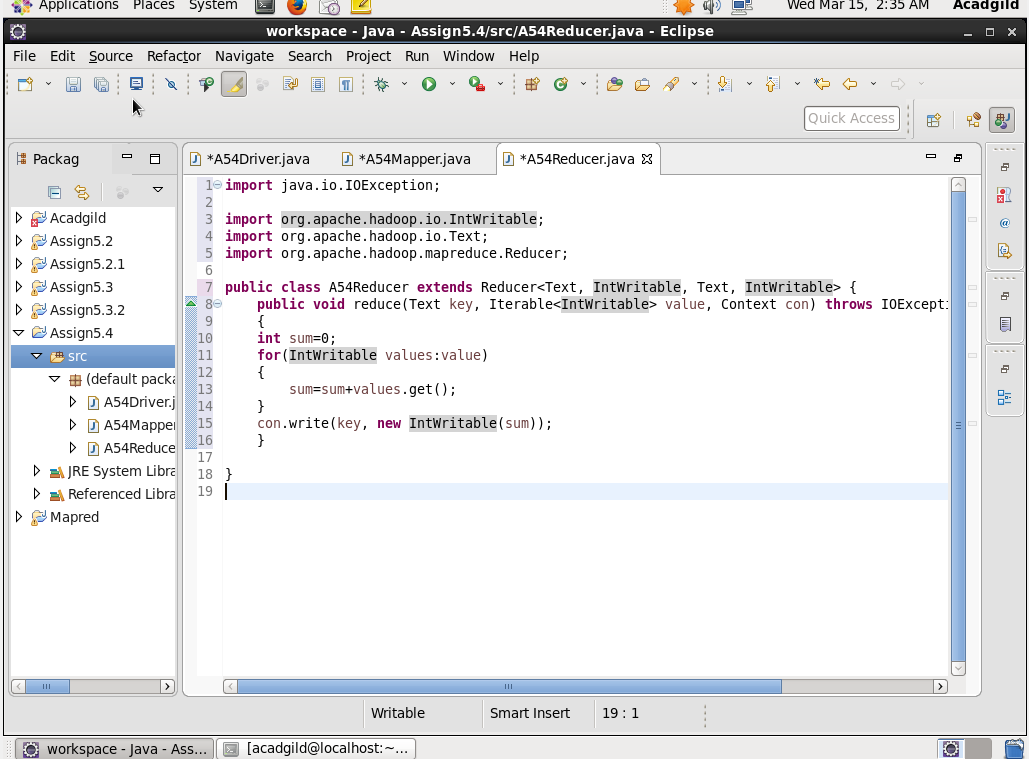 Applications Places System Wed Mar 15, 2:35 AM Acadgild
workspace - Java - Assign5.4/src/A54Reducer.java - Eclipse
File Edit Source Refactor Navigate Search Project Run Window Help
Quick Access
Packag
*A54Driver.java *A54Mapper.java *A54Reducer.java
Acadgild
Assign5.2
Assign5.2.1
Assign5.3
Assign5.3.2
Assign5.4
src
(default packa
A54Driver.j
A54Mapper
A54Reduce
JRE System Libra
Referenced Libra
Mapred
1 import java.io.IOException;
2
3 import org.apache.hadoop.io.IntWritable;
4 import org.apache.hadoop.io.Text;
5 import org.apache.hadoop.mapreduce.Reducer;
6
7 public class A54Reducer extends Reducer<Text, IntWritable, Text, IntWritable> {
8 public void reduce(Text key, Iterable<IntWritable> value, Context con) throws IOExcepti
9 {
10 int sum=0;
11 for(IntWritable values:value)
12 {
13 sum=sum+values.get();
14 }
15 con.write(key, new IntWritable(sum));
16 }
17
18 }
19
Writable Smart Insert 19 : 1
workspace - Java - Ass... [acadgild@localhost:~...